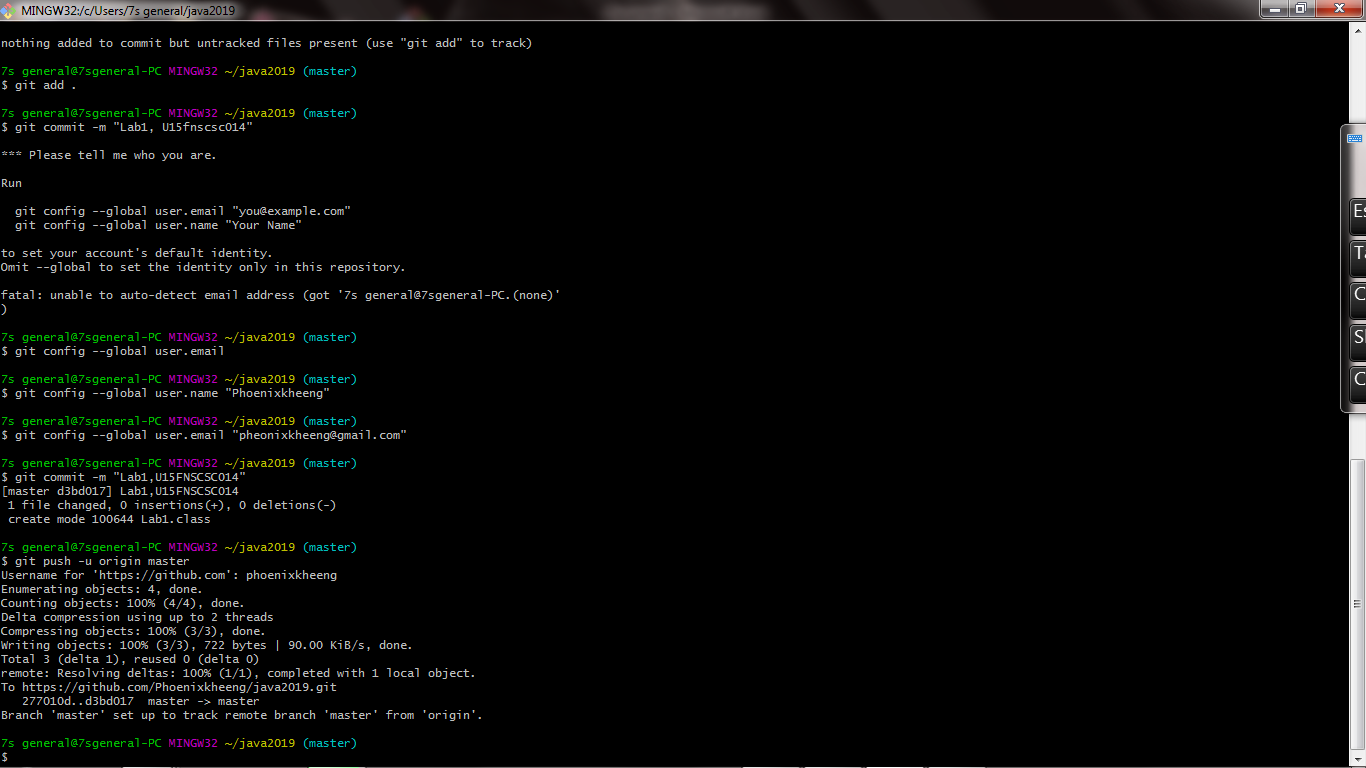 MINGW32:/c/Users/7s general/java2019
nothing added to commit but untracked files present (use "git add" to track)
7s general@7sgeneral-PC MINGW32 ~/java2019 (master)
$ git add .
7s general@7sgeneral-PC MINGW32 ~/java2019 (master)
$ git commit -m "Lab1, U15fnscsc014"
*** Please tell me who you are.
Run
  git config --global user.email "you@example.com"
  git config --global user.name "Your Name"
to set your account's default identity.
Omit --global to set the identity only in this repository.
fatal: unable to auto-detect email address (got '7s general@7sgeneral-PC.(none)'
)
7s general@7sgeneral-PC MINGW32 ~/java2019 (master)
$ git config --global user.email
7s general@7sgeneral-PC MINGW32 ~/java2019 (master)
$ git config --global user.name "Phoenixkheeng"
7s general@7sgeneral-PC MINGW32 ~/java2019 (master)
$ git config --global user.email "pheonixkheeng@gmail.com"
7s general@7sgeneral-PC MINGW32 ~/java2019 (master)
$ git commit -m "Lab1,U15FNSCSC014"
[master d3bd017] Lab1,U15FNSCSC014
 1 file changed, 0 insertions(+), 0 deletions(-)
 create mode 100644 Lab1.class
7s general@7sgeneral-PC MINGW32 ~/java2019 (master)
$ git push -u origin master
Username for 'https://github.com': phoenixkheeng
Enumerating objects: 4, done.
Counting objects: 100% (4/4), done.
Delta compression using up to 2 threads
Compressing objects: 100% (3/3), done.
Writing objects: 100% (3/3), 722 bytes | 90.00 KiB/s, done.
Total 3 (delta 1), reused 0 (delta 0)
remote: Resolving deltas: 100% (1/1), completed with 1 local object.
To https://github.com/Phoenixkheeng/java2019.git
   277010d..d3bd017  master -> master
Branch 'master' set up to track remote branch 'master' from 'origin'.
7s general@7sgeneral-PC MINGW32 ~/java2019 (master)
$